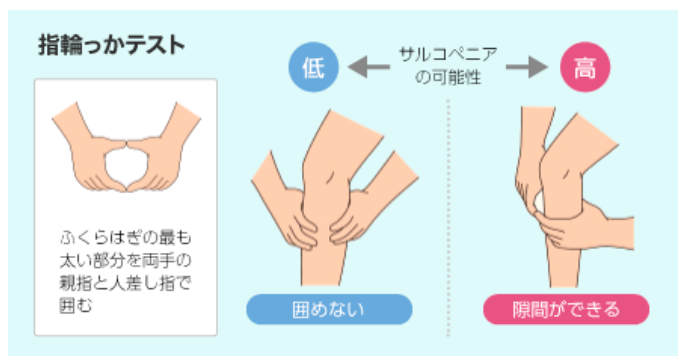 指輪っかテスト
ふくらはぎの最も
太い部分を両手の
親指と人差し指で
囲む
低
サルコペニア
の可能性
高
囲めない
隙間ができる